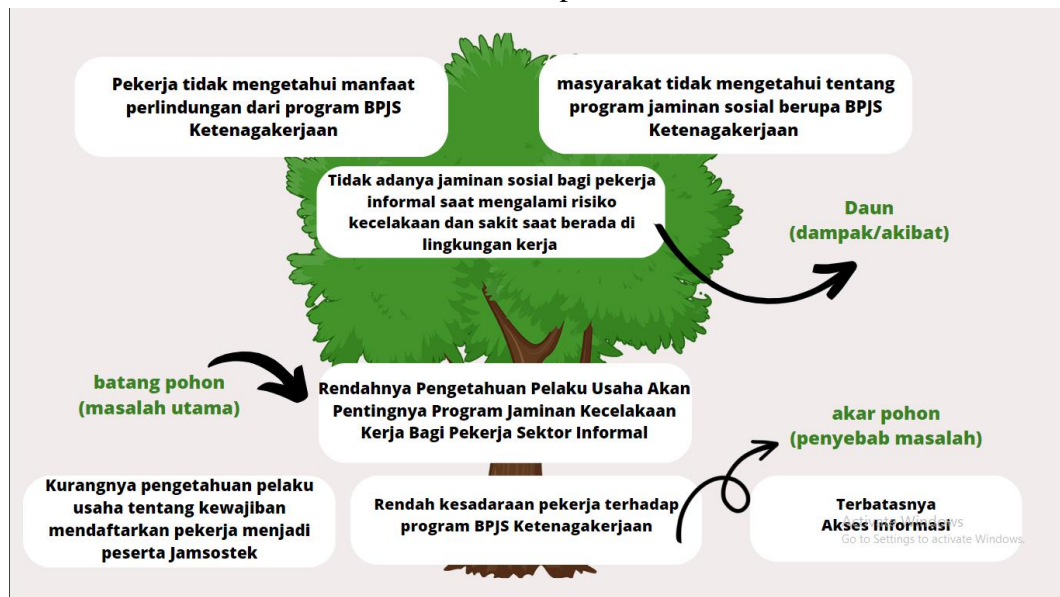 Pekerja tidak mengetahui manfaat
perlindungan dari program BPJS
Ketenagakerjaan
masyarakat tidak mengetahui tentang
program jaminan sosial berupa BPJS
Ketenagakerjaan
Tidak adanya jaminan sosial bagi pekerja
informal saat mengalami risiko
kecelakaan dan sakit saat berada di
lingkungan kerja
Daun
(dampak/akibat)
batang pohon
(masalah utama)
Rendahnya Pengetahuan Pelaku Usaha Akan
Pentingnya Program Jaminan Kecelakaan
Kerja Bagi Pekerja Sektor Informal
akar pohon
(penyebab masalah)
Kurangnya pengetahuan pelaku
usaha tentang kewajiban
mendaftarkan pekerja menjadi
peserta Jamsostek
Rendah kesadaraan pekerja terhadap
program BPJS Ketenagakerjaan
Terbatasnya
Akses Informasi
Activate Windows
Go to Settings to activate Windows.